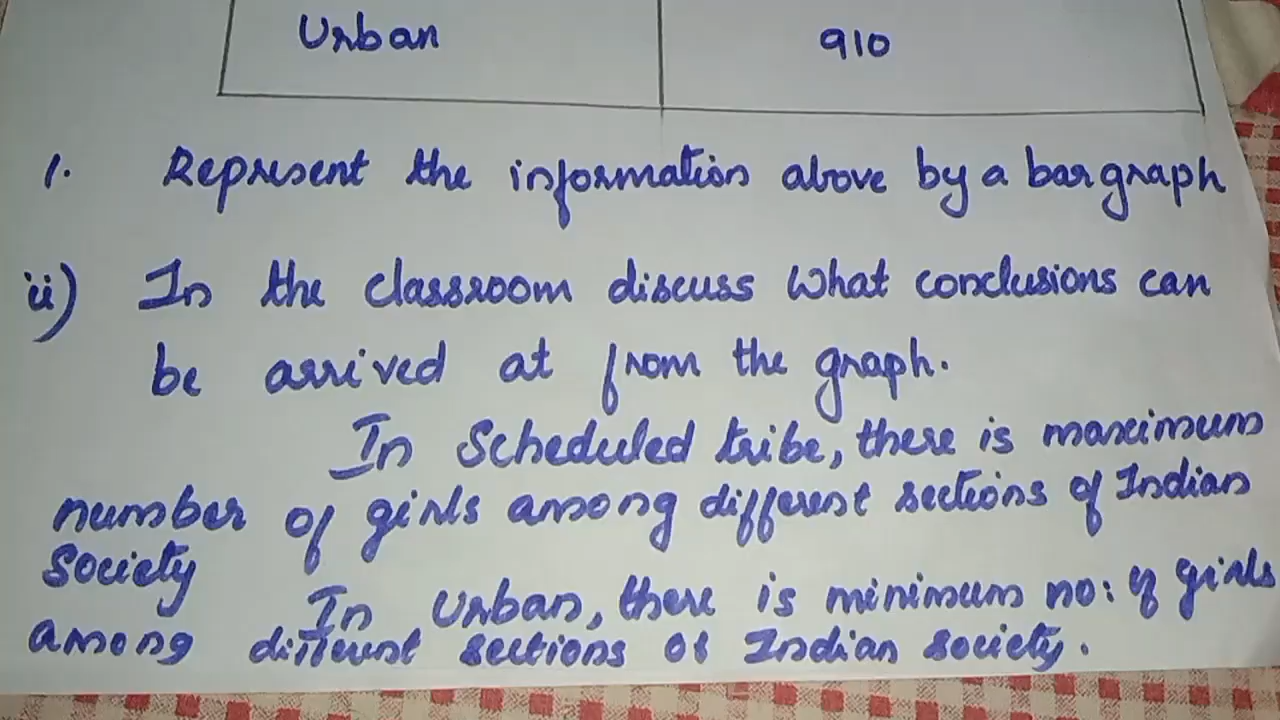 Urban 910
1. Represent the information above by a bar graph
ii) In the classroom discuss what conclusions can
be arrived at from the graph.
In Scheduled tribe, there is maximum
number of girls among different sections of Indian
Society
In Urban, there is minimum no: of girls
among different sections of Indian society.